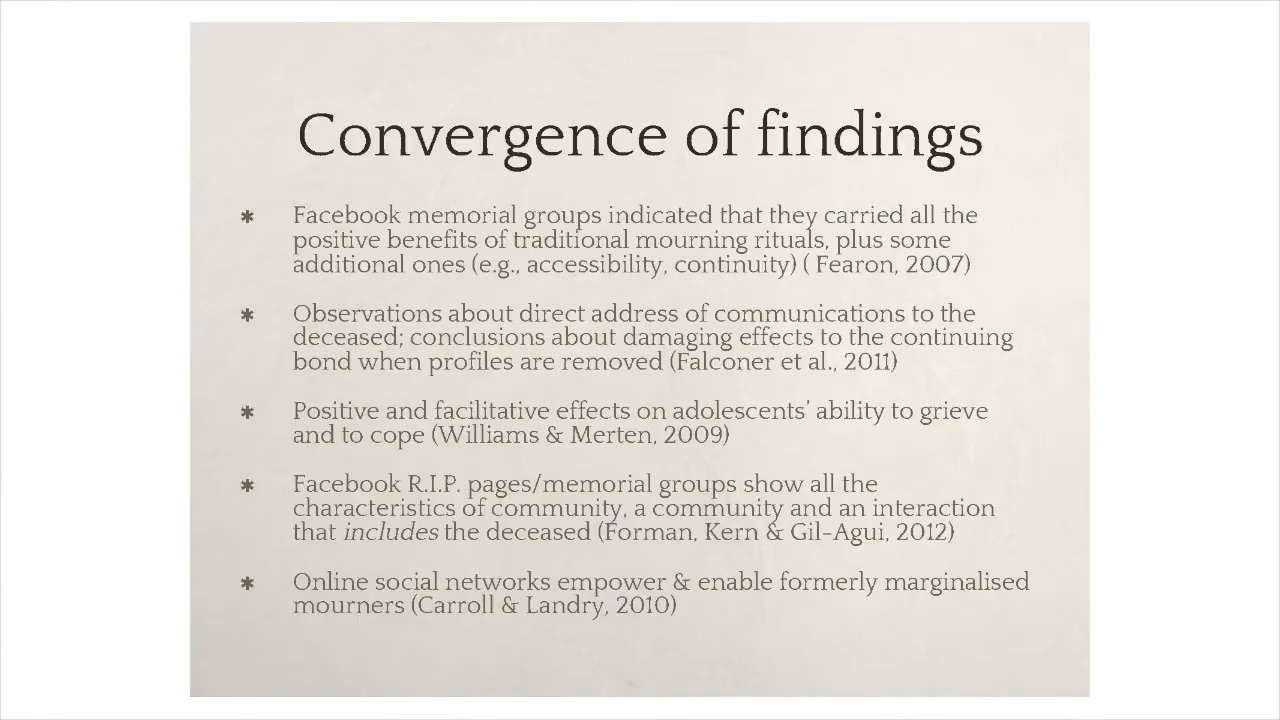 Convergence of findings
✱ Facebook memorial groups indicated that they carried all the
positive benefits of traditional mourning rituals, plus some
additional ones (e.g., accessibility, continuity) ( Fearon, 2007)
✱ Observations about direct address of communications to the
deceased; conclusions about damaging effects to the continuing
bond when profiles are removed (Falconer et al., 2011)
✱ Positive and facilitative effects on adolescents’ ability to grieve
and to cope (Williams & Merten, 2009)
✱ Facebook R.I.P. pages/memorial groups show all the
characteristics of community, a community and an interaction
that includes the deceased (Forman, Kern & Gil-Agui, 2012)
✱ Online social networks empower & enable formerly marginalised
mourners (Carroll & Landry, 2010)